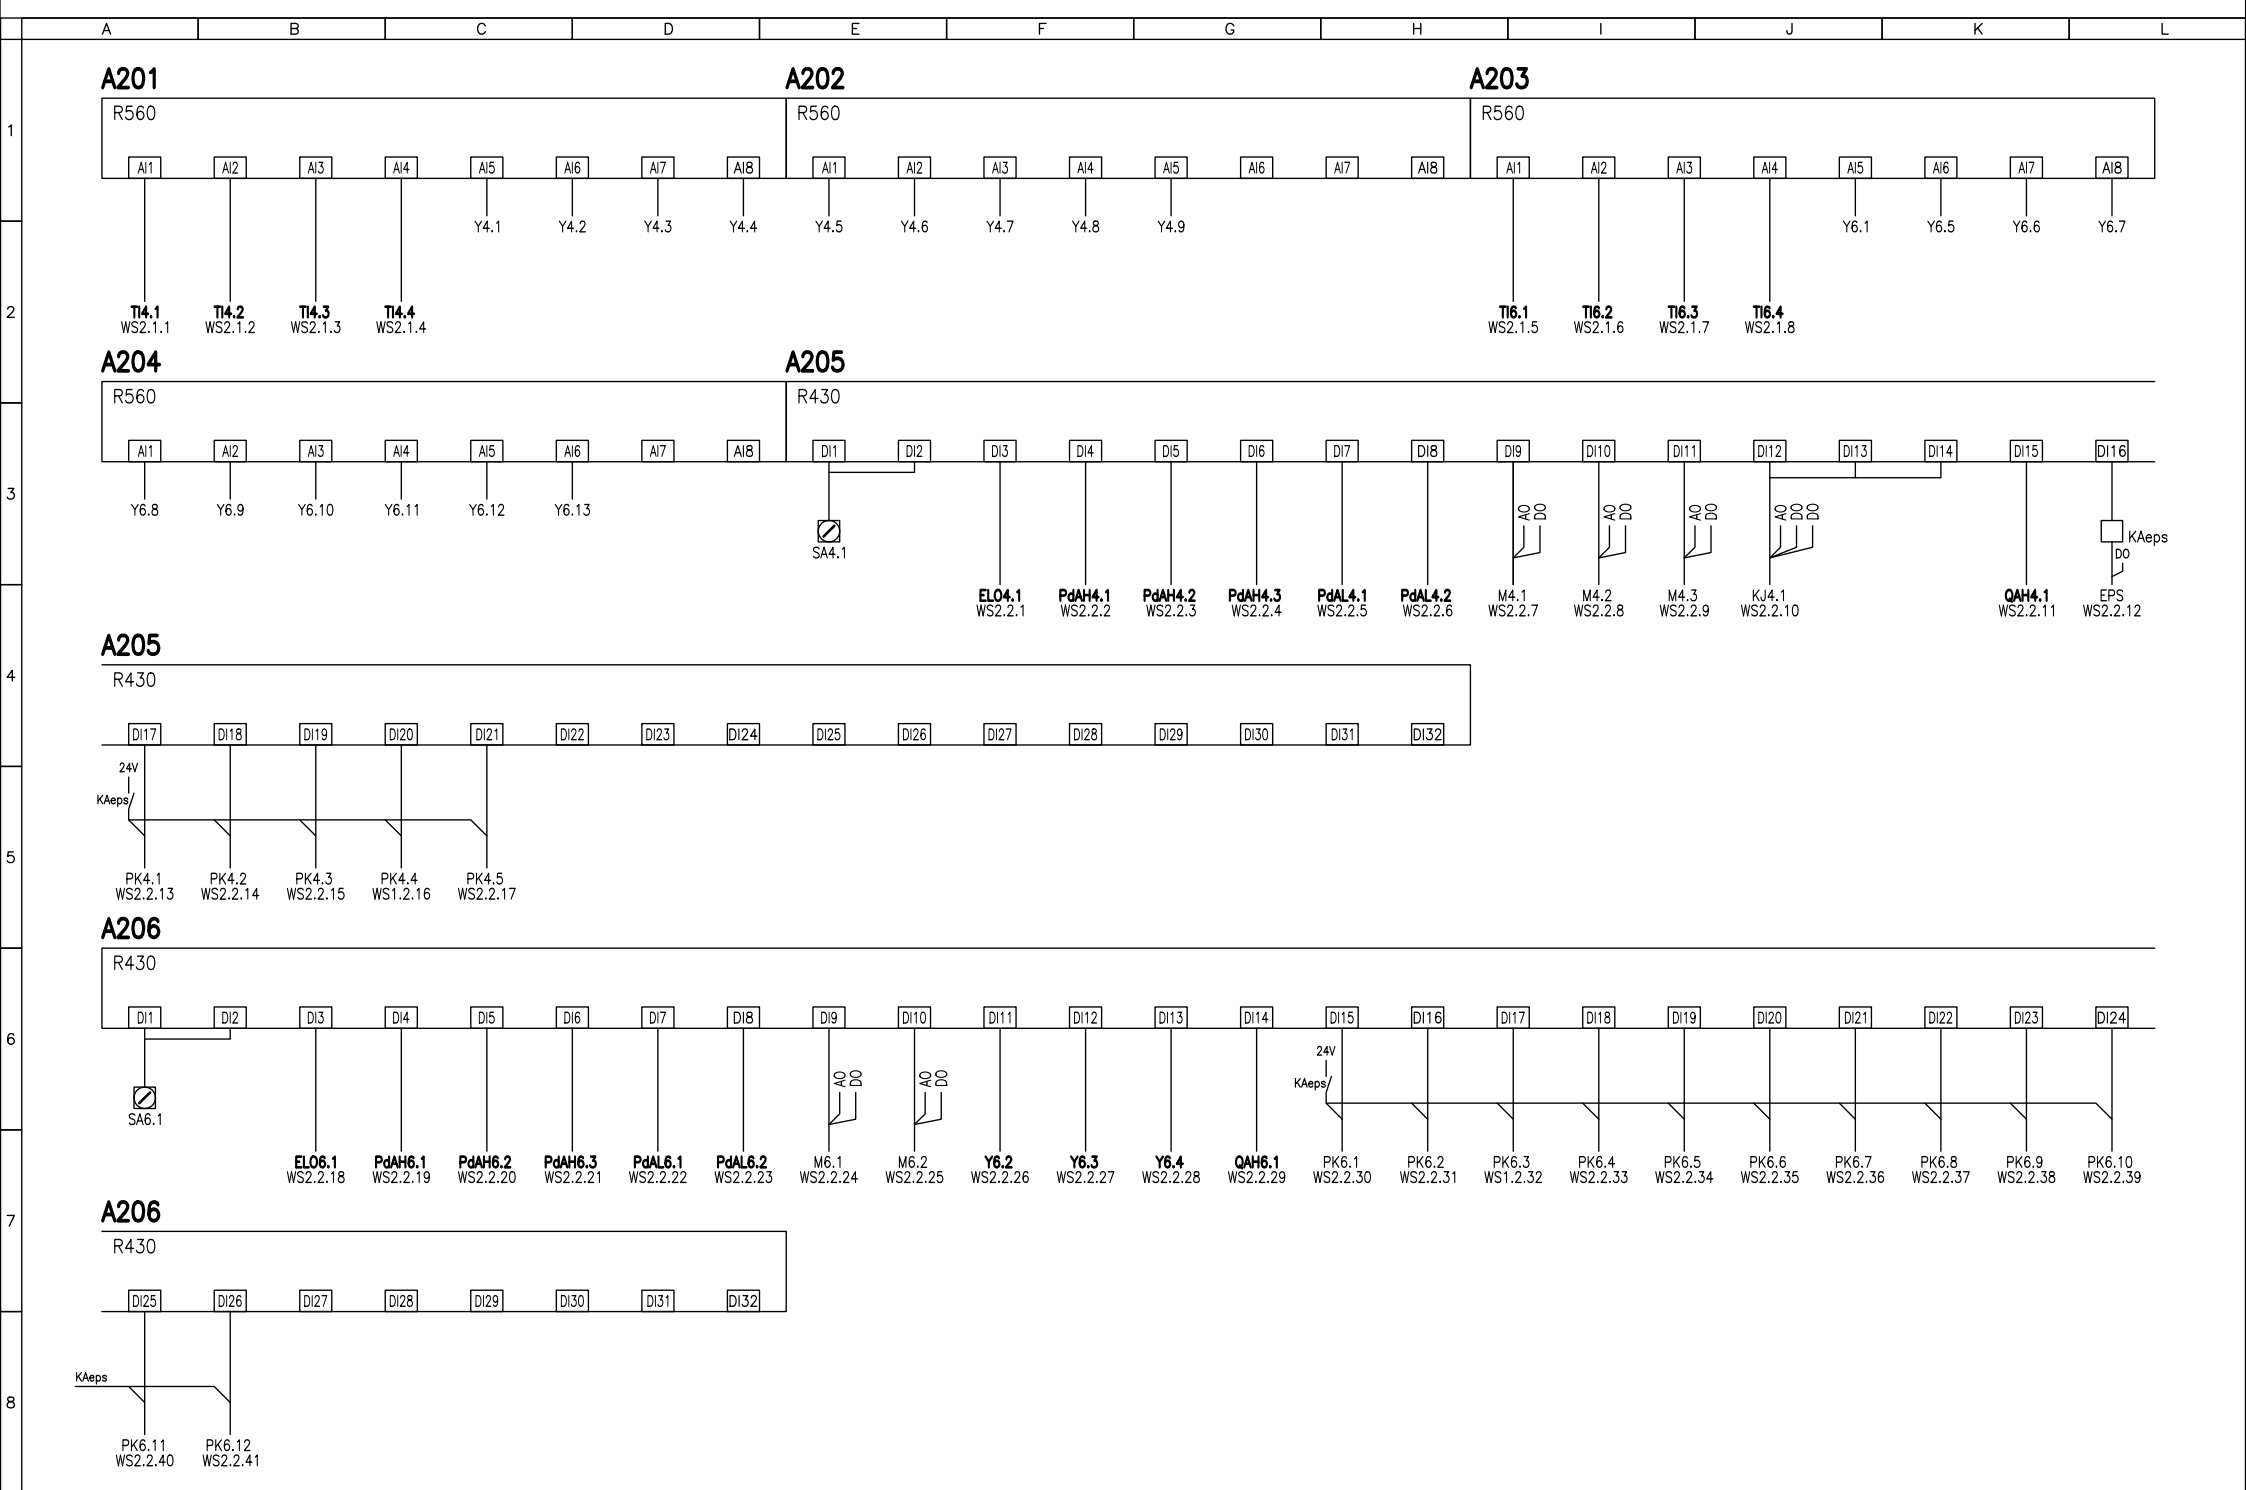 A B C D E F G H I J K L
A201 A202 A203
R560 R560 R560
1
AI1 AI2 AI3 AI4 AI5 AI6 AI7 AI8 AI1 AI2 AI3 AI4 AI5 AI6 AI7 AI8 AI1 AI2 AI3 AI4 AI5 AI6 AI7 AI8
Y4.1 Y4.2 Y4.3 Y4.4 Y4.5 Y4.6 Y4.7 Y4.8 Y4.9 Y6.1 Y6.5 Y6.6 Y6.7
2
TI4.1 TI4.2 TI4.3 TI4.4 TI6.1 TI6.2 TI6.3 TI6.4
WS2.1.1 WS2.1.2 WS2.1.3 WS2.1.4 WS2.1.5 WS2.1.6 WS2.1.7 WS2.1.8
A204 A205
R560 R430
AI1 AI2 AI3 AI4 AI5 AI6 AI7 AI8 DI1 DI2 DI3 DI4 DI5 DI6 DI7 DI8 DI9 DI10 DI11 DI12 DI13 DI14 DI15 DI16
3
Y6.8 Y6.9 Y6.10 Y6.11 Y6.12 Y6.13
AO DO AO DO AO DO AO DO DO
KAeps
SA4.1 DO
ELO4.1 PdAH4.1 PdAH4.2 PdAH4.3 PdAL4.1 PdAL4.2 M4.1 M4.2 M4.3 KJ4.1 QAH4.1 EPS
WS2.2.1 WS2.2.2 WS2.2.3 WS2.2.4 WS2.2.5 WS2.2.6 WS2.2.7 WS2.2.8 WS2.2.9 WS2.2.10 WS2.2.11 WS2.2.12
A205
4
R430
DI17 DI18 DI19 DI20 DI21 DI22 DI23 DI24 DI25 DI26 DI27 DI28 DI29 DI30 DI31 DI32
24V
KAeps
5
PK4.1 PK4.2 PK4.3 PK4.4 PK4.5
WS2.2.13 WS2.2.14 WS2.2.15 WS1.2.16 WS2.2.17
A206
R430
DI1 DI2 DI3 DI4 DI5 DI6 DI7 DI8 DI9 DI10 DI11 DI12 DI13 DI14 DI15 DI16 DI17 DI18 DI19 DI20 DI21 DI22 DI23 DI24
6
24V
AO DO AO DO KAeps
SA6.1
ELO6.1 PdAH6.1 PdAH6.2 PdAH6.3 PdAL6.1 PdAL6.2 M6.1 M6.2 Y6.2 Y6.3 Y6.4 QAH6.1 PK6.1 PK6.2 PK6.3 PK6.4 PK6.5 PK6.6 PK6.7 PK6.8 PK6.9 PK6.10
WS2.2.18 WS2.2.19 WS2.2.20 WS2.2.21 WS2.2.22 WS2.2.23 WS2.2.24 WS2.2.25 WS2.2.26 WS2.2.27 WS2.2.28 WS2.2.29 WS2.2.30 WS2.2.31 WS1.2.32 WS2.2.33 WS2.2.34 WS2.2.35 WS2.2.36 WS2.2.37 WS2.2.38 WS2.2.39
A206
7
R430
DI25 DI26 DI27 DI28 DI29 DI30 DI31 DI32
KAeps
8
PK6.11 PK6.12
WS2.2.40 WS2.2.41